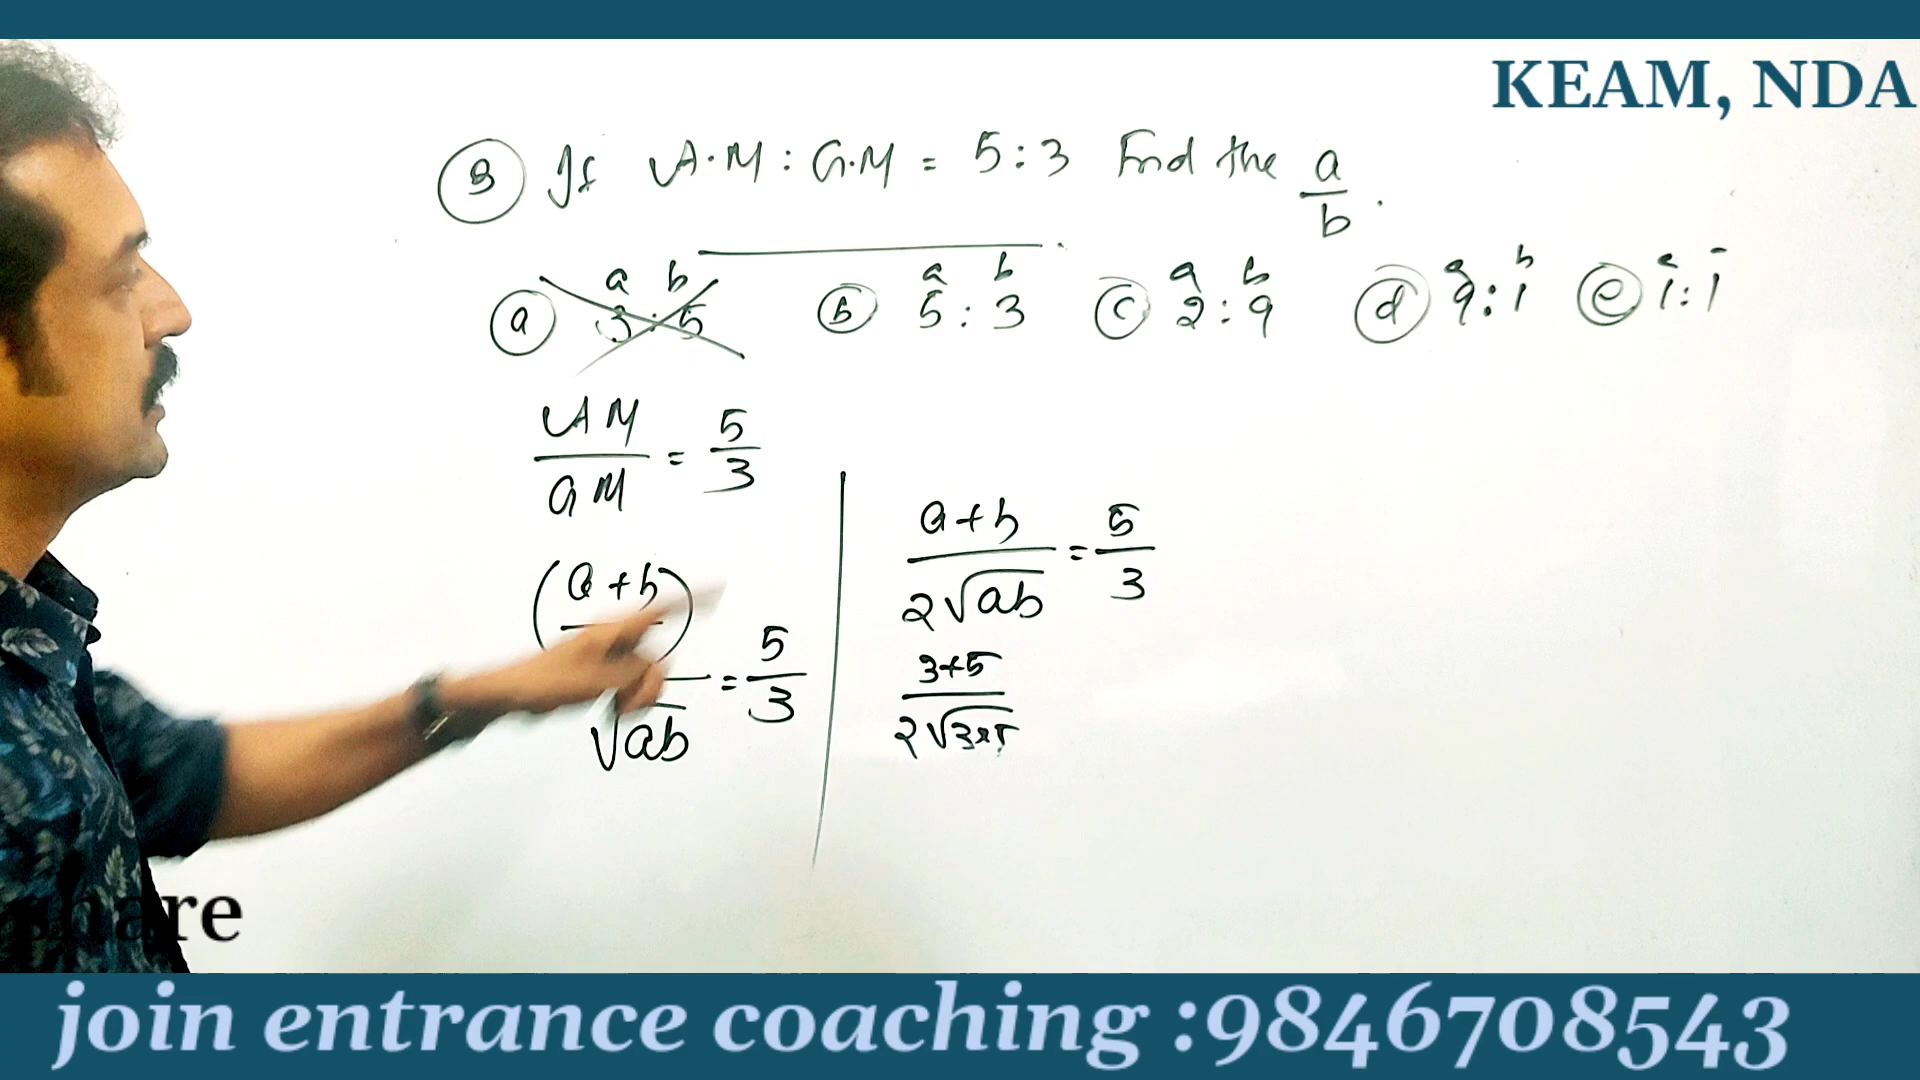 KEAM, NDA
3 If A.M : G.M = 5:3 Find the a/b.
a b a b a b a b
a 3:5 b 5:3 c 2:9 d 9:1 e 1:1
AM/GM = 5/3
(a+b)/√ab = 5/3
a+b/2√ab = 5/3
3+5/2√3×5
share
join entrance coaching :9846708543